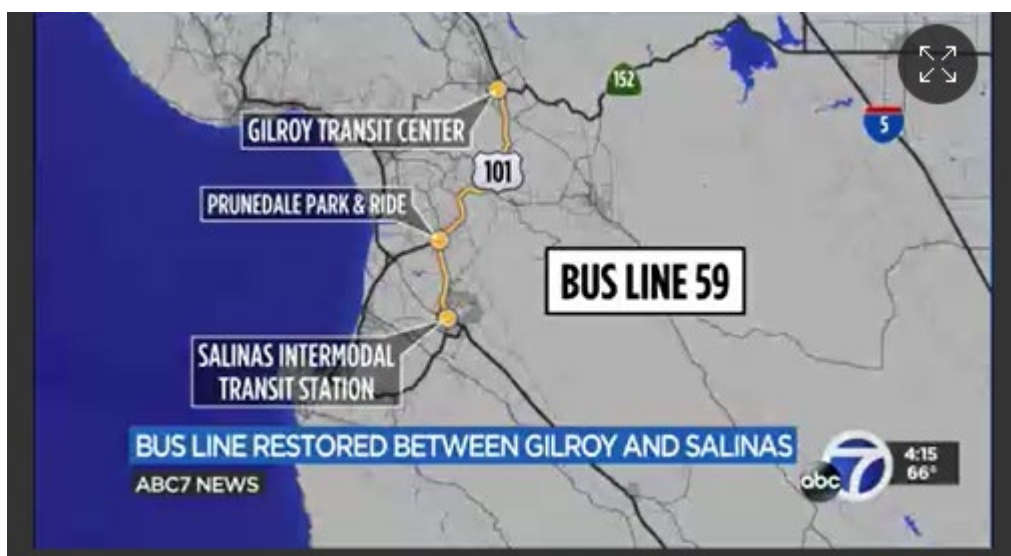 152
5
GILROY TRANSIT CENTER
101
PRUNEDALE PARK & RIDE
BUS LINE 59
SALINAS INTERMODAL
TRANSIT STATION
BUS LINE RESTORED BETWEEN GILROY AND SALINAS
ABC7 NEWS
abc 7
4:15
66°